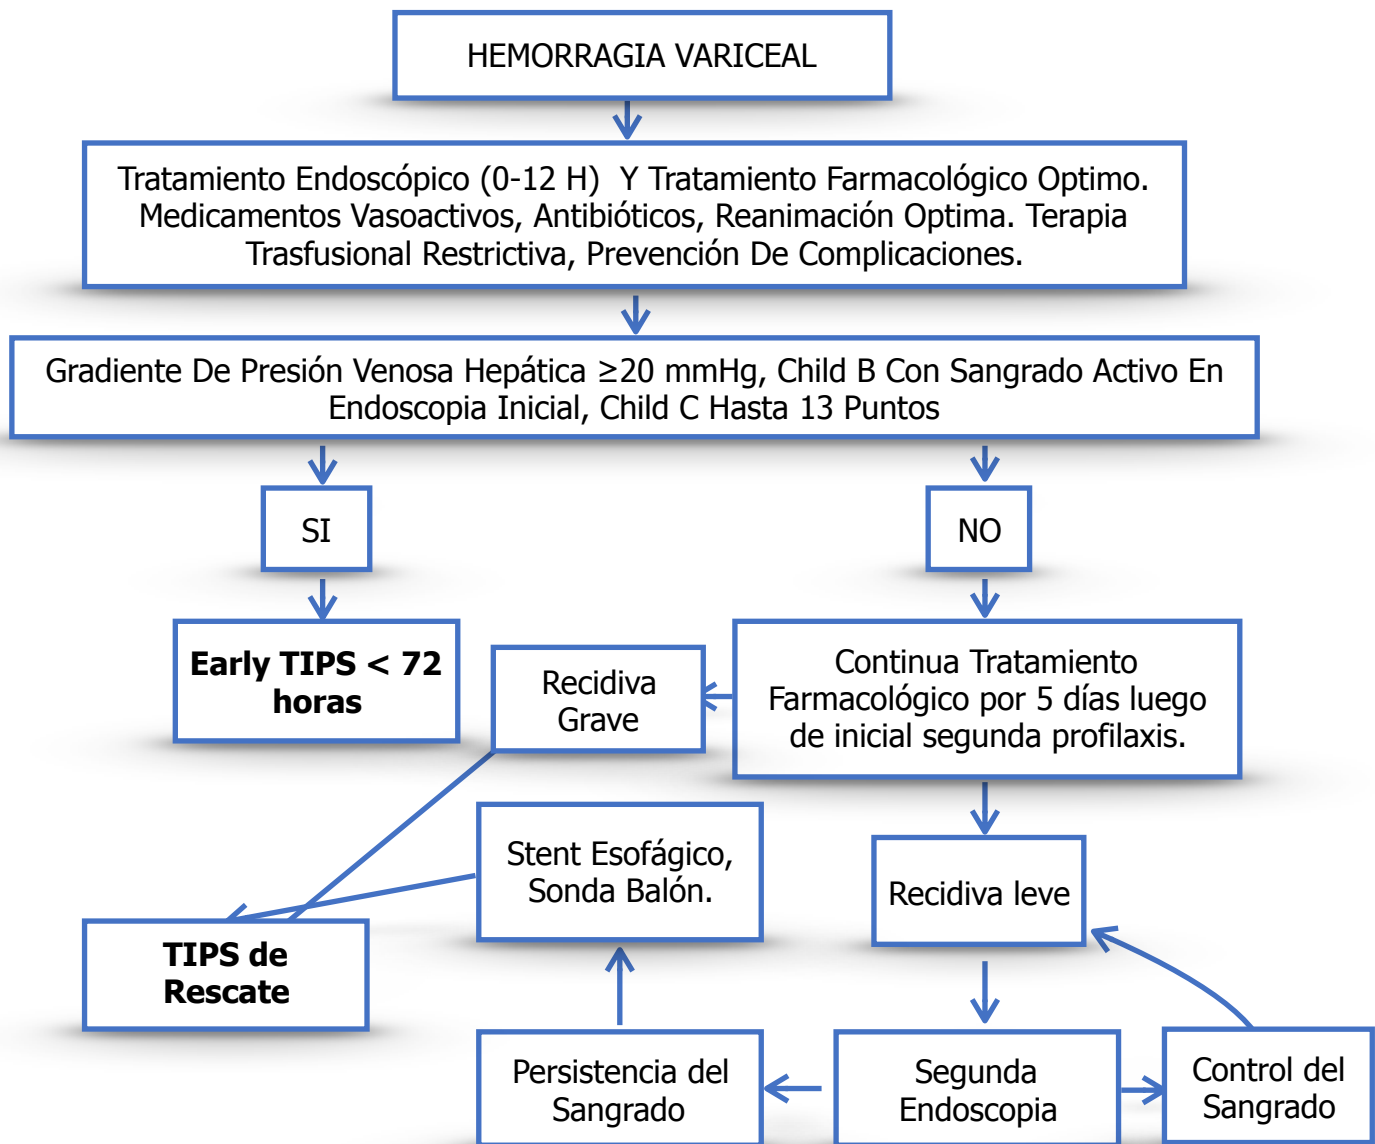 HEMORRAGIA VARICEAL
Tratamiento Endoscópico (0-12 H) Y Tratamiento Farmacológico Optimo.
Medicamentos Vasoactivos, Antibióticos, Reanimación Optima. Terapia
Trasfusional Restrictiva, Prevención De Complicaciones.
Gradiente De Presión Venosa Hepática ≥20 mmHg, Child B Con Sangrado Activo En
Endoscopia Inicial, Child C Hasta 13 Puntos
SI
NO
Early TIPS < 72
horas
Recidiva
Grave
Continua Tratamiento
Farmacológico por 5 días luego
de inicial segunda profilaxis.
Stent Esofágico,
Sonda Balón.
Recidiva leve
TIPS de
Rescate
Persistencia del
Sangrado
Segunda
Endoscopia
Control del
Sangrado